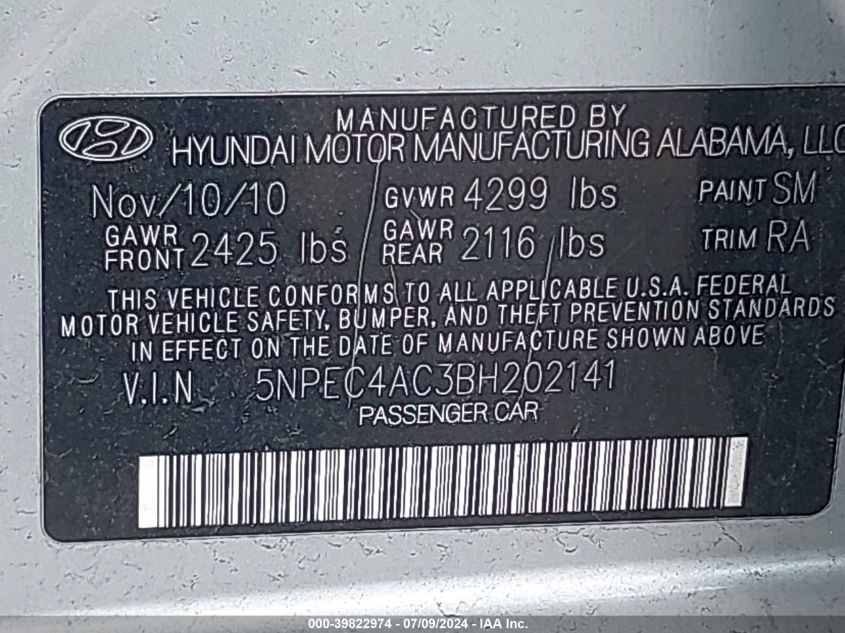 MANUFACTURED BY
HYUNDAI MOTOR MANUFACTURING ALABAMA, LLC
Nov/10/10 GVWR 4299 lbs PAINT SM
GAWR FRONT 2425 lbs GAWR REAR 2116 lbs TRIM RA
THIS VEHICLE CONFORMS TO ALL APPLICABLE U.S.A. FEDERAL
MOTOR VEHICLE SAFETY, BUMPER, AND THEFT PREVENTION STANDARDS
IN EFFECT ON THE DATE OF MANUFACTURE SHOWN ABOVE
V.I.N 5NPEC4AC3BH202141
PASSENGER CAR
000-39822974 - 07/09/2024 - IAA Inc.